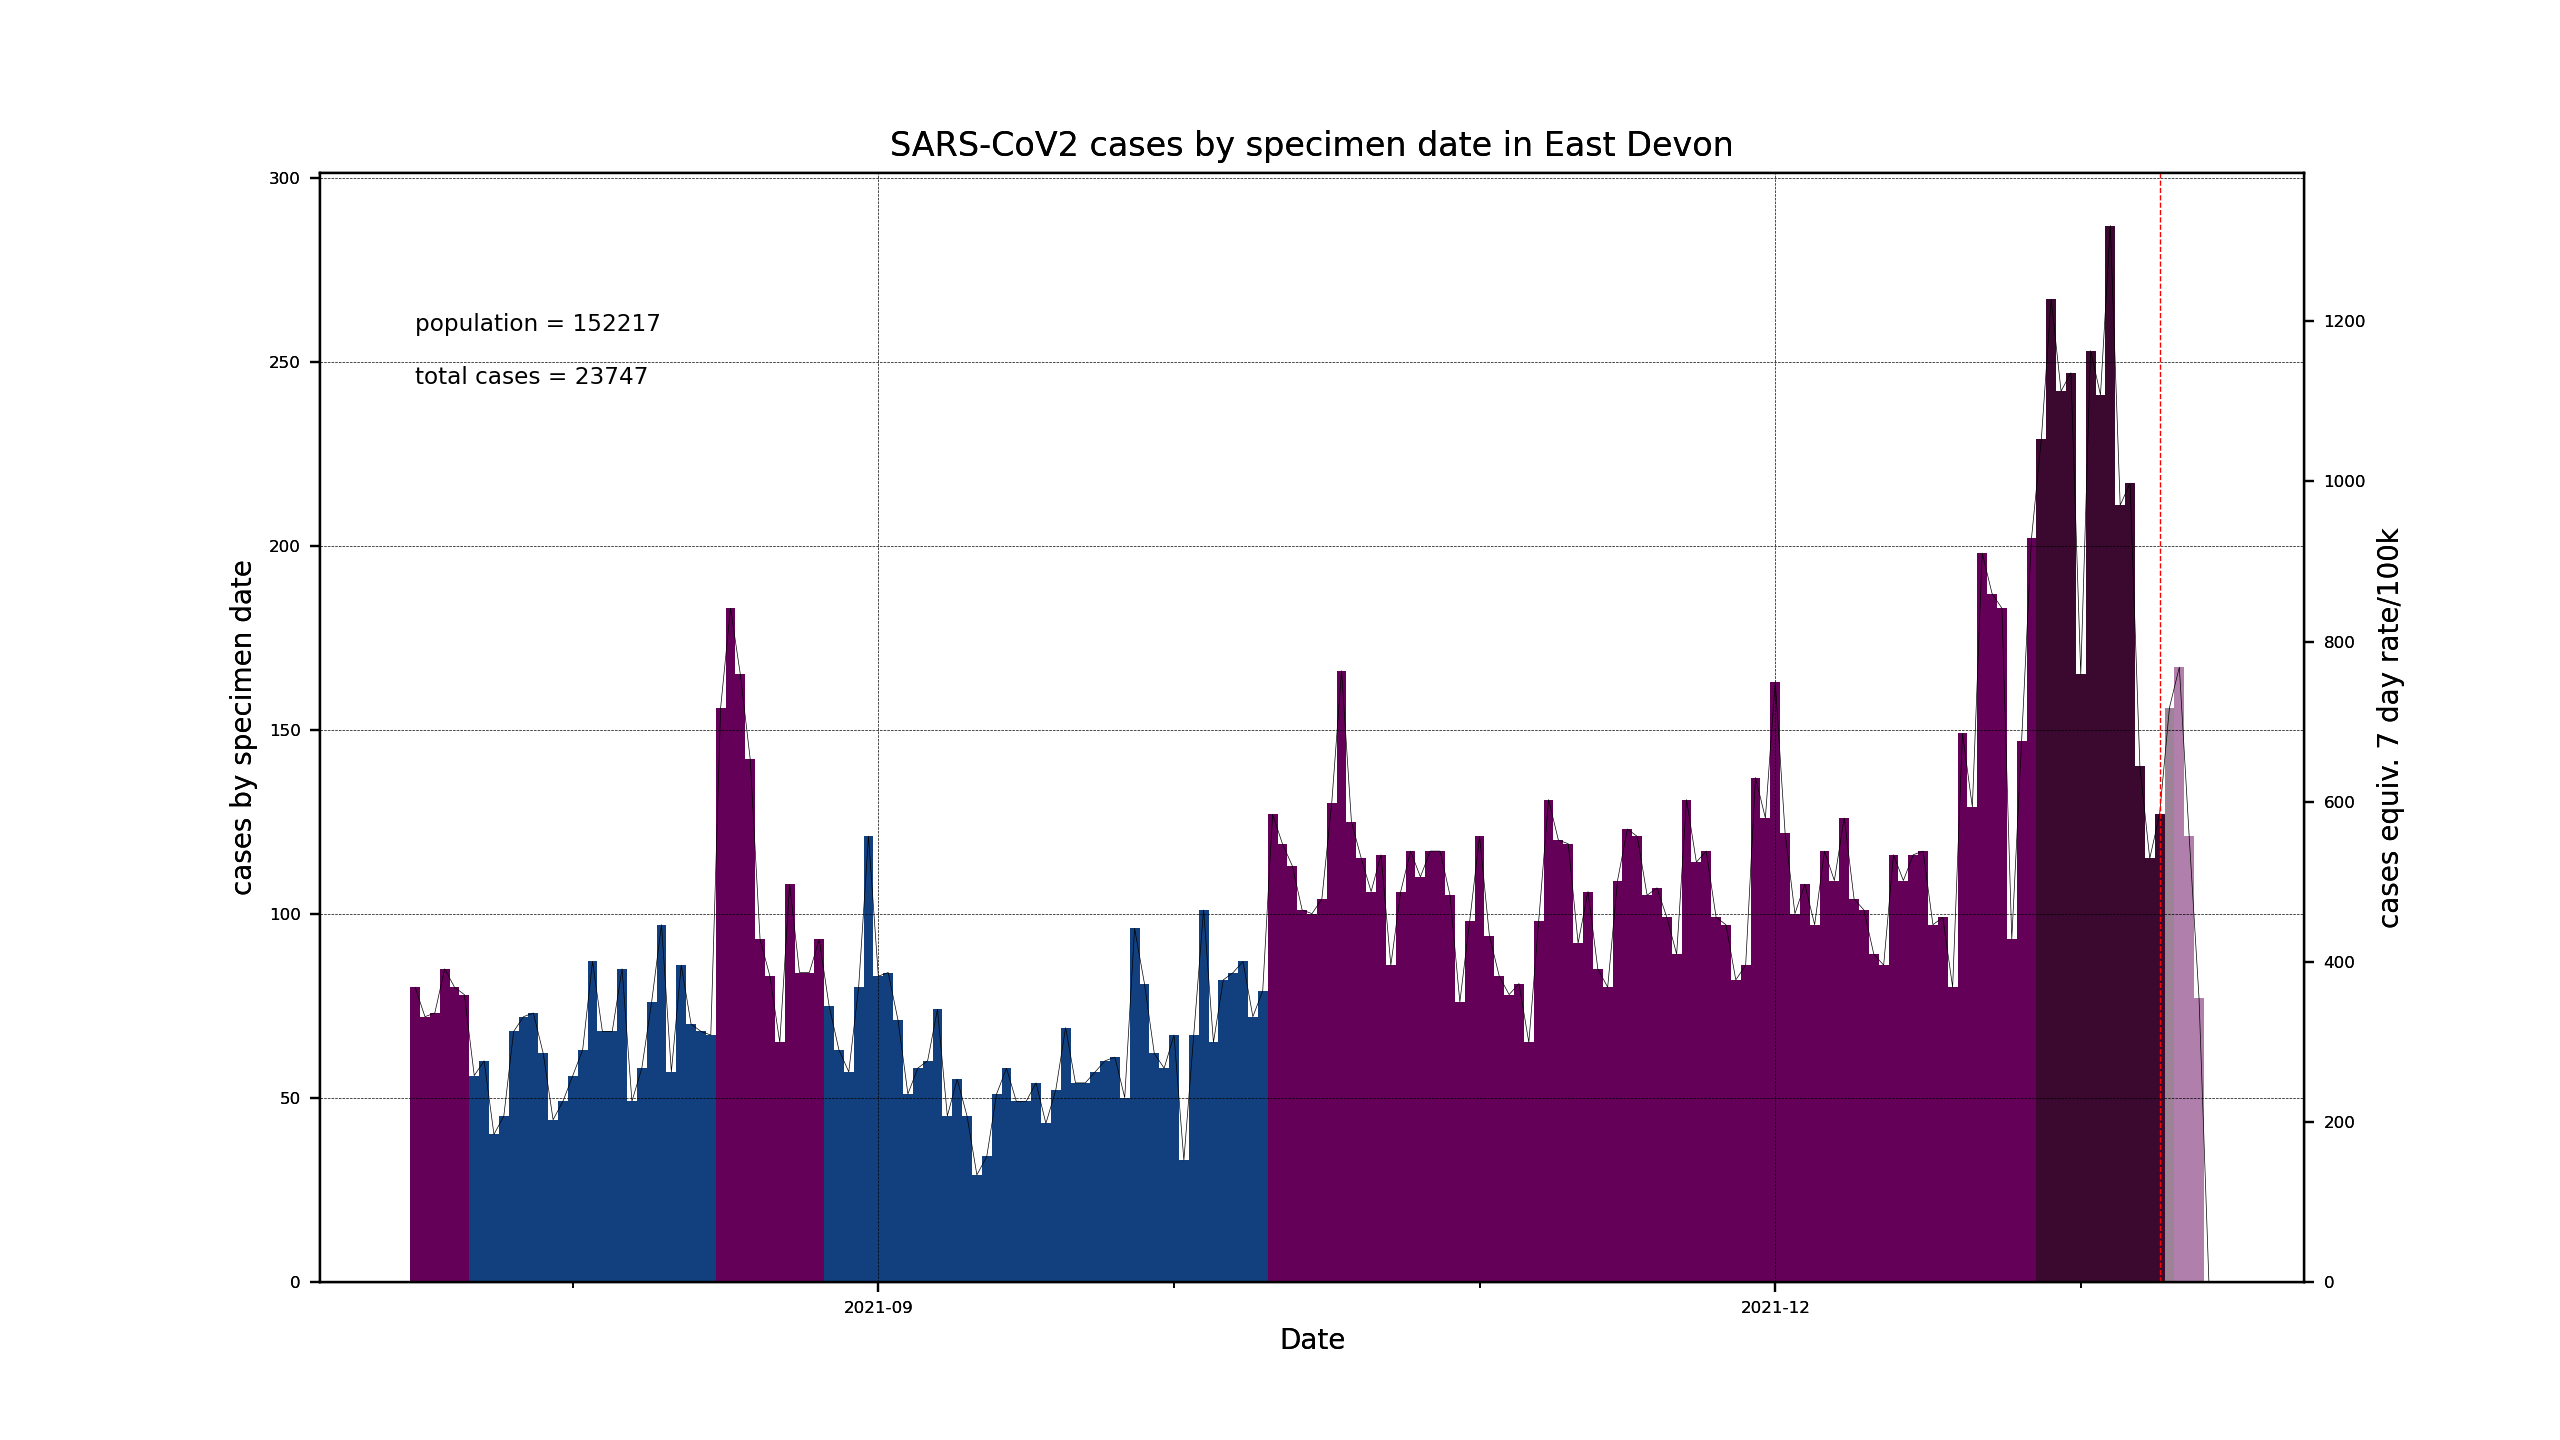 SARS-CoV2 cases by specimen date in East Devon
300
250
200
150
100
50
0
cases by specimen date
population = 152217
total cases = 23747
1200
1000
800
600
400
200
0
cases equiv. 7 day rate/100k
2021-09
2021-12
Date